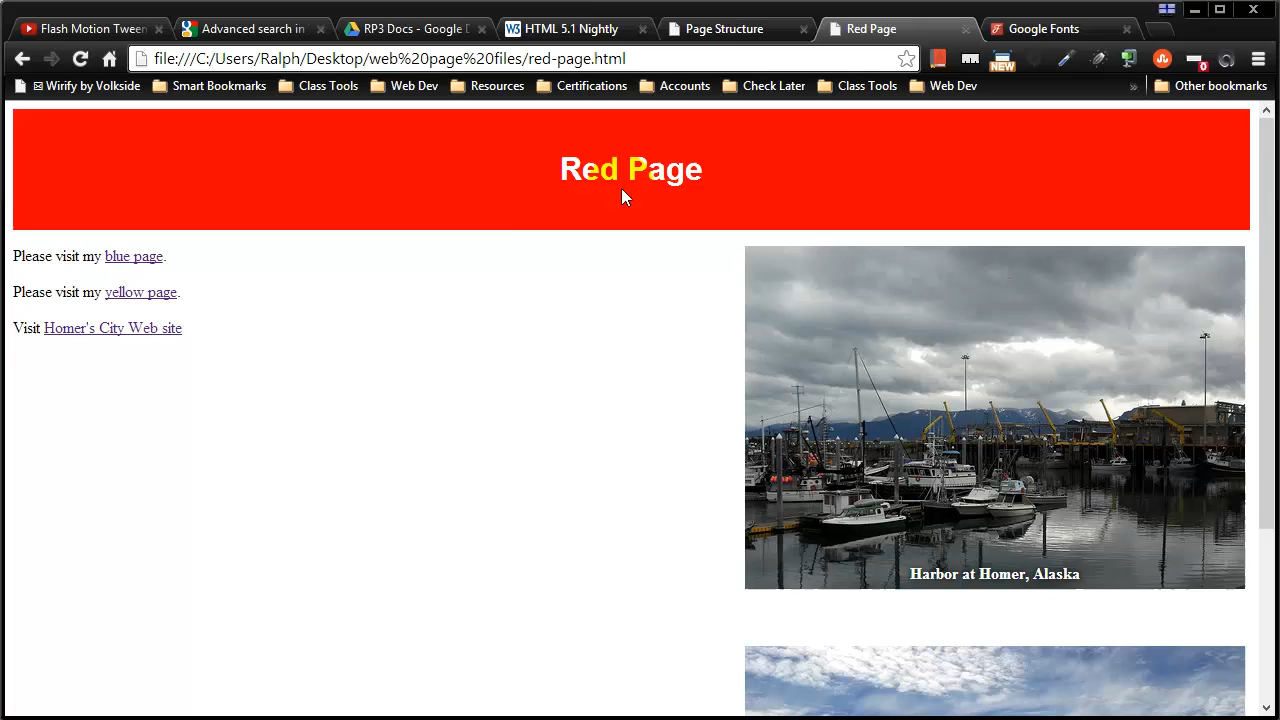 Flash Motion Tween
Advanced search in
RP3 Docs - Google D
HTML 5.1 Nightly
Page Structure
Red Page
Google Fonts
file:///C:/Users/Ralph/Desktop/web%20page%20files/red-page.html
NEW
0
Wirify by Volkside
Smart Bookmarks
Class Tools
Web Dev
Resources
Certifications
Accounts
Check Later
Class Tools
Web Dev
»
Other bookmarks
Red Page
Please visit my blue page.
Please visit my yellow page.
Visit Homer's City Web site
Harbor at Homer, Alaska